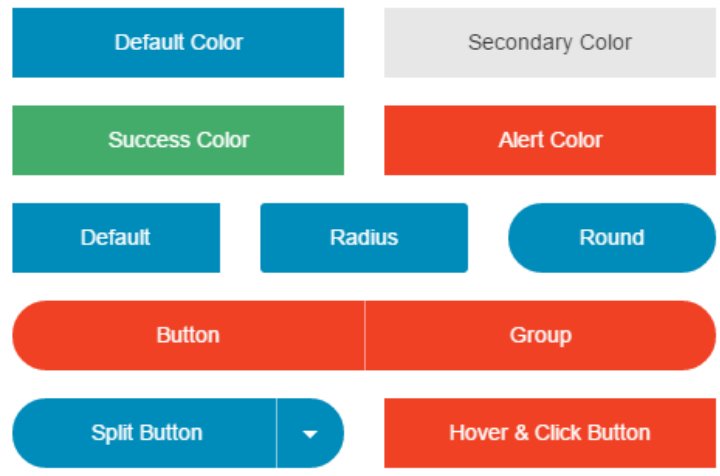 Default Color
Secondary Color
Success Color
Alert Color
Default
Radius
Round
Button
Group
Split Button
Hover & Click Button